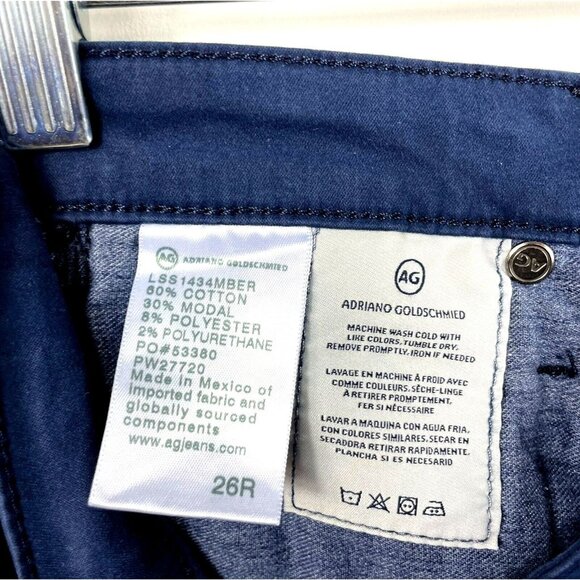 AG ADRIANO GOLDSCHMIED
LSS1434MBER
60% COTTON
30% MODAL
8% POLYESTER
2% POLYURETHANE
PO#53380
PW27720
Made in Mexico of
imported fabric and
globally sourced
components
www.agjeans.com
26R
AG
ADRIANO GOLDSCHMIED
MACHINE WASH COLD WITH
LIKE COLORS. TUMBLE DRY.
REMOVE PROMPTLY. IRON IF NEEDED
LAVAGE EN MACHINE À FROID AVEC
COMME COULEURS. SÈCHE-LINGE
À RETIRER PROMPTEMENT.
FER SI NÉCESSAIRE
LAVAR A MAQUINA CON AGUA FRIA,
CON COLORES SIMILARES. SECAR EN
SECADORA RETIRAR RAPIDAMENTE.
PLANCHA SI ES NECESARIO
AG